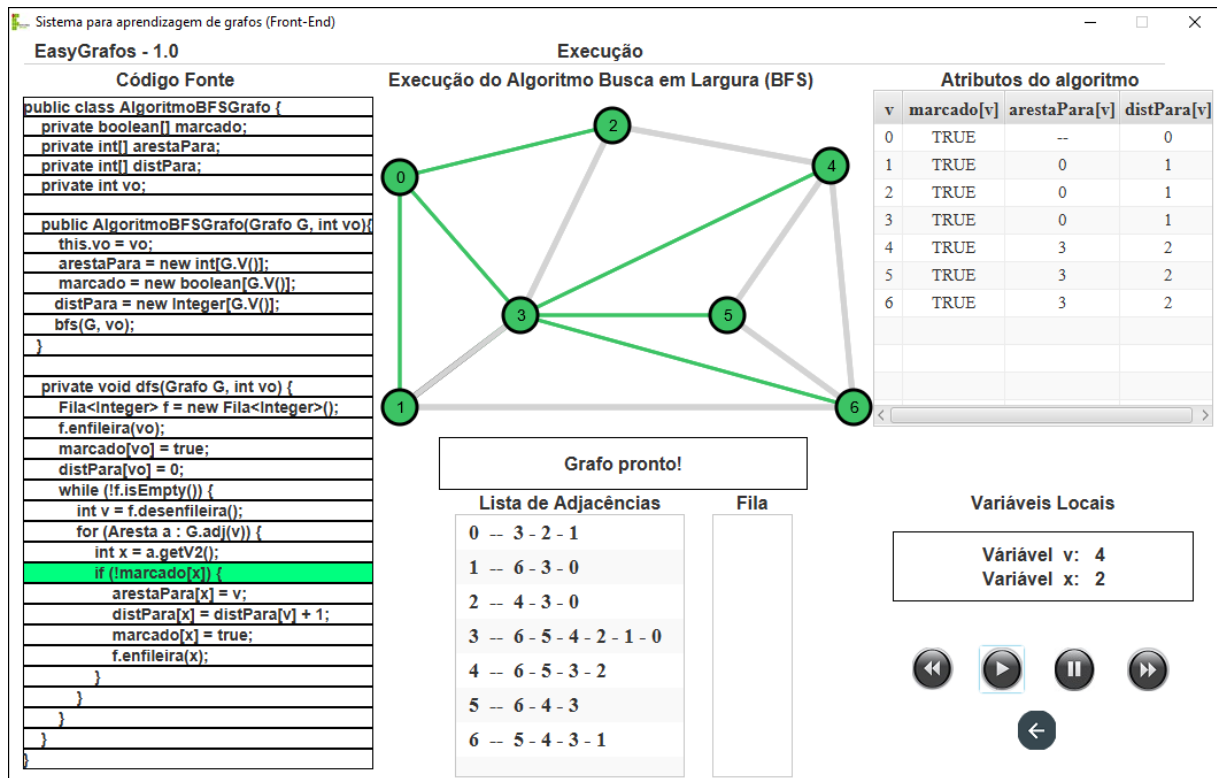 Sistema para aprendizagem de grafos (Front-End)
EasyGrafos - 1.0
Execução
Código Fonte
public class AlgoritmoBFSGrafo {
private boolean[] marcado;
private int[] arestaPara;
private int[] distPara;
private int vo;
public AlgoritmoBFSGrafo(Grafo G, int vo){
this.vo = vo;
arestaPara = new int[G.V()];
marcado = new boolean[G.V()];
distPara = new Integer[G.V()];
bfs(G, vo);
}
private void dfs(Grafo G, int vo) {
Fila<Integer> f = new Fila<Integer>();
f.enfileira(vo);
marcado[vo] = true;
distPara[vo] = 0;
while (!f.isEmpty()) {
int v = f.desenfileira();
for (Aresta a : G.adj(v)) {
int x = a.getV2();
if (!marcado[x]) {
arestaPara[x] = v;
distPara[x] = distPara[v] + 1;
marcado[x] = true;
f.enfileira(x);
}
}
}
}
}
Execução do Algoritmo Busca em Largura (BFS)
2
0
4
3
5
1
6
Atributos do algoritmo
v marcado[v] arestaPara[v] distPara[v]
0 TRUE -- 0
1 TRUE 0 1
2 TRUE 0 1
3 TRUE 0 1
4 TRUE 3 2
5 TRUE 3 2
6 TRUE 3 2
Grafo pronto!
Lista de Adjacências
0 -- 3 - 2 - 1
1 -- 6 - 3 - 0
2 -- 4 - 3 - 0
3 -- 6 - 5 - 4 - 2 - 1 - 0
4 -- 6 - 5 - 3 - 2
5 -- 6 - 4 - 3
6 -- 5 - 4 - 3 - 1
Fila
Variáveis Locais
Váriável v: 4
Variável x: 2